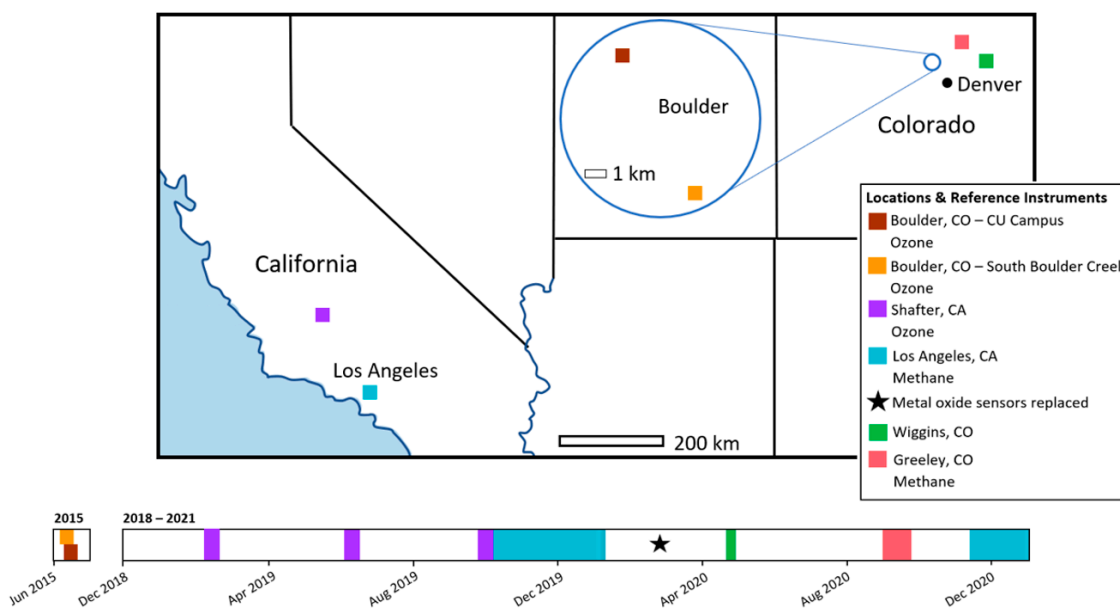 Boulder
1 km
Denver
Colorado
California
Los Angeles
200 km
Locations & Reference Instruments
Boulder, CO – CU Campus
Ozone
Boulder, CO – South Boulder Creek
Ozone
Shafter, CA
Ozone
Los Angeles, CA
Methane
Metal oxide sensors replaced
Wiggins, CO
Greeley, CO
Methane
2015
2018 – 2021
Jun 2015
Dec 2018
Apr 2019
Aug 2019
Dec 2019
Apr 2020
Aug 2020
Dec 2020